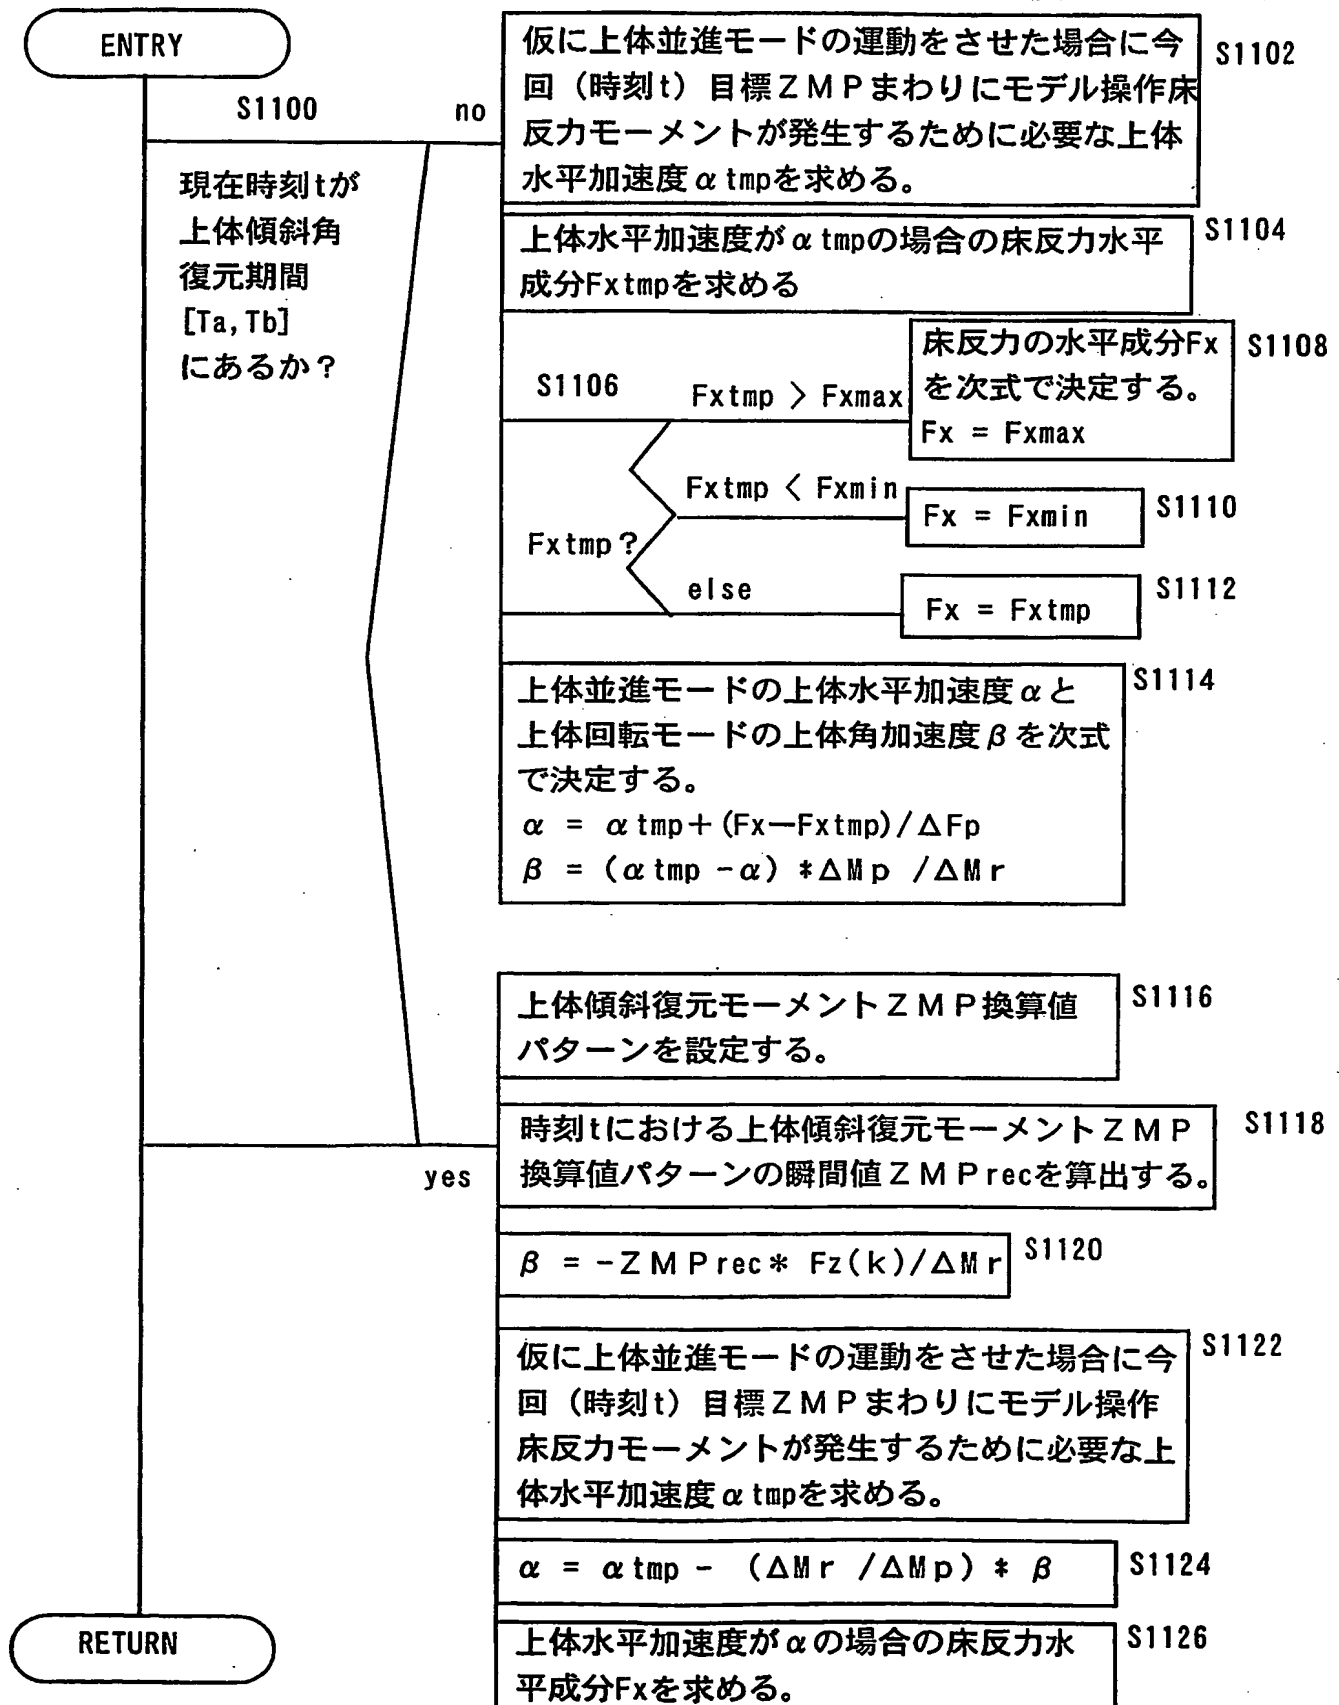 ENTRY
S1100
no
現在時刻tが
上体傾斜角
復元期間
[Ta,Tb]
にあるか？
仮に上体並進モードの運動をさせた場合に今
回（時刻t）目標ＺＭＰまわりにモデル操作床
反力モーメントが発生するために必要な上体
水平加速度αtmpを求める。
S1102
上体水平加速度がαtmpの場合の床反力水平
成分Fxtmpを求める
S1104
S1106
Fxtmp?
Fxtmp > Fxmax
床反力の水平成分Fx
を次式で決定する。
Fx = Fxmax
S1108
Fxtmp < Fxmin
Fx = Fxmin
S1110
else
Fx = Fxtmp
S1112
上体並進モードの上体水平加速度αと
上体回転モードの上体角加速度βを次式
で決定する。
α = αtmp+(Fx－Fxtmp)/ΔFp
β = (αtmp -α) *ΔMp /ΔMr
S1114
yes
上体傾斜復元モーメントＺＭＰ換算値
パターンを設定する。
S1116
時刻tにおける上体傾斜復元モーメントＺＭＰ
換算値パターンの瞬間値ＺＭＰrecを算出する。
S1118
β = -ＺＭＰrec* Fz(k)/ΔMr
S1120
仮に上体並進モードの運動をさせた場合に今
回（時刻t）目標ＺＭＰまわりにモデル操作
床反力モーメントが発生するために必要な上
体水平加速度αtmpを求める。
S1122
α = αtmp - (ΔMr /ΔMp) * β
S1124
上体水平加速度がαの場合の床反力水
平成分Fxを求める。
S1126
RETURN